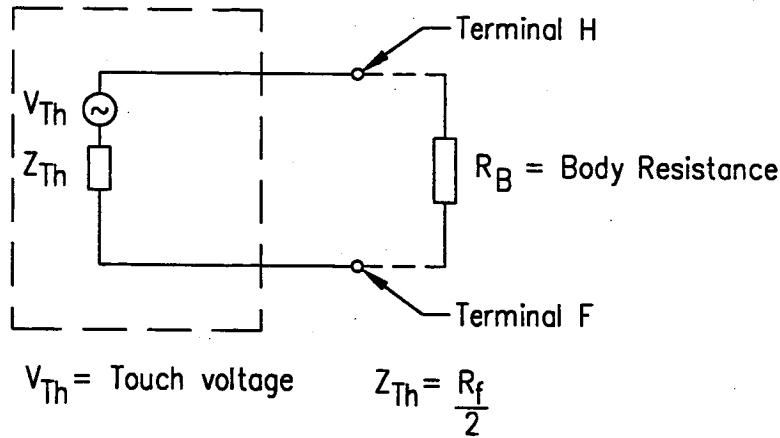 Terminal H
V_Th
Z_Th
R_B = Body Resistance
Terminal F
V_Th = Touch voltage
Z_Th = R_f/2